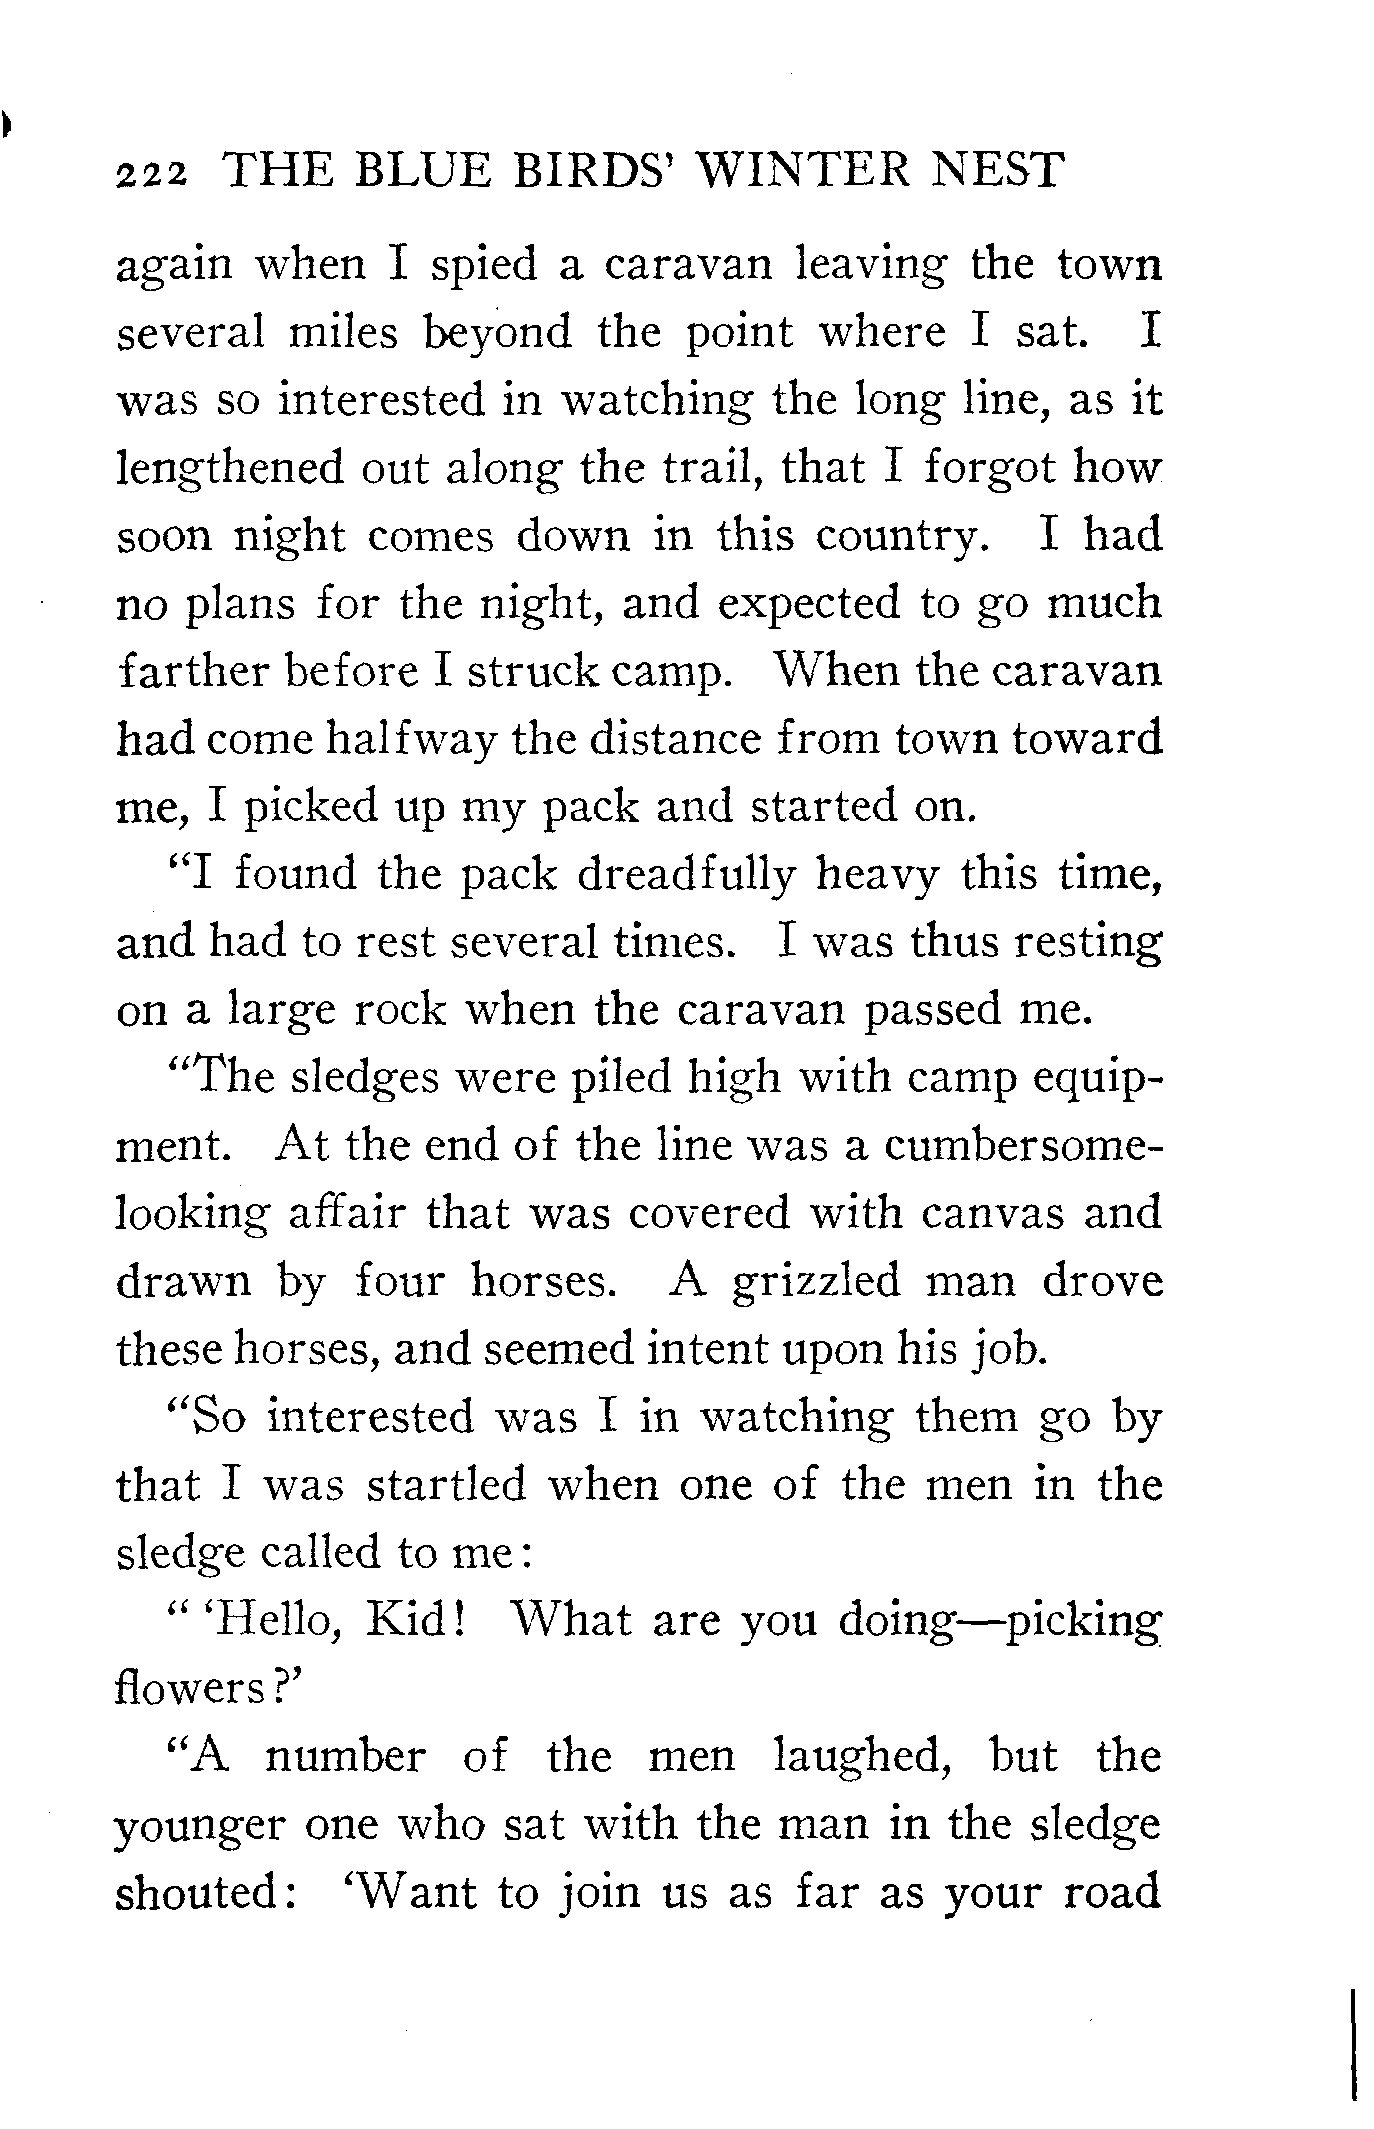 222 THE BLUE BIRDS' WINTER NEST
again when I spied a caravan leaving the town
several miles beyond the point where I sat. I
was so interested in watching the long line, as it
lengthened out along the trail, that I forgot how
soon night comes down in this country. I had
no plans for the night, and expected to go much
farther before I struck camp. When the caravan
had come halfway the distance from town toward
me, I picked up my pack and started on.
"I found the pack dreadfully heavy this time,
and had to rest several times. I was thus resting
on a large rock when the caravan passed me.
"The sledges were piled high with camp equip-
ment. At the end of the line was a cumbersome-
looking affair that was covered with canvas and
drawn by four horses. A grizzled man drove
these horses, and seemed intent upon his job.
"So interested was I in watching them go by
that I was startled when one of the men in the
sledge called to me:
" 'Hello, Kid! What are you doing—picking
flowers?'
"A number of the men laughed, but the
younger one who sat with the man in the sledge
shouted: 'Want to join us as far as your road